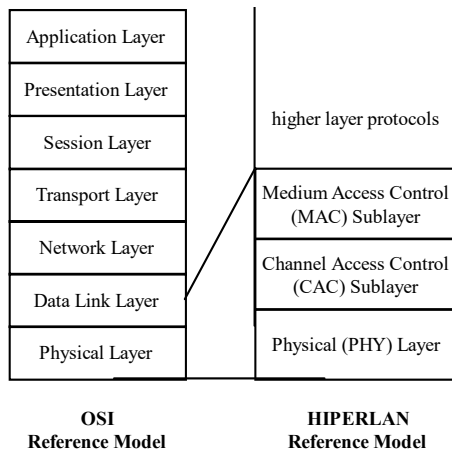 Application Layer
Presentation Layer
Session Layer
Transport Layer
Network Layer
Data Link Layer
Physical Layer
OSI
Reference Model
higher layer protocols
Medium Access Control
(MAC) Sublayer
Channel Access Control
(CAC) Sublayer
Physical (PHY) Layer
HIPERLAN
Reference Model